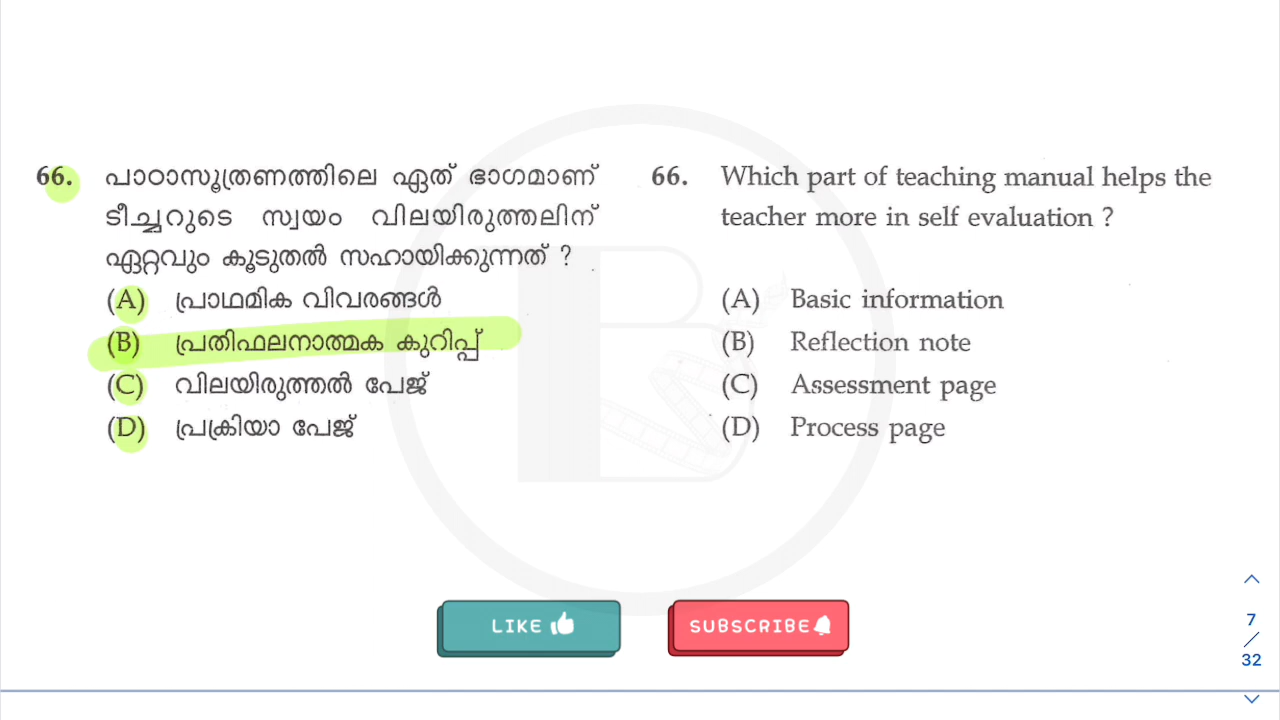 66. പാഠാസൂത്രണത്തിലെ ഏത് ഭാഗമാണ്
ടീച്ചറുടെ സ്വയം വിലയിരുത്തലിന്
ഏറ്റവും കൂടുതൽ സഹായിക്കുന്നത് ?
(A) പ്രാഥമിക വിവരങ്ങൾ
(B) പ്രതിഫലനാത്മക കുറിപ്പ്
(C) വിലയിരുത്തൽ പേജ്
(D) പ്രക്രിയാ പേജ്
66. Which part of teaching manual helps the
teacher more in self evaluation ?
(A) Basic information
(B) Reflection note
(C) Assessment page
(D) Process page
LIKE
SUBSCRIBE
7
/
32